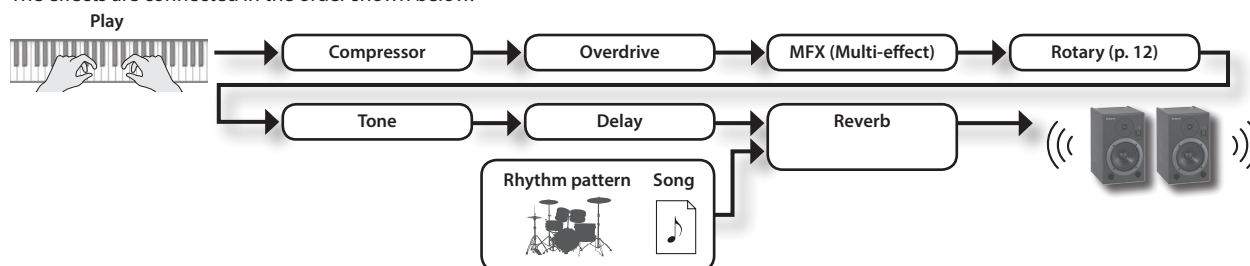 The effects are connected in the order shown below.
Play
Compressor
Overdrive
MFX (Multi-effect)
Rotary (p. 12)
Tone
Delay
Reverb
Rhythm pattern
Song